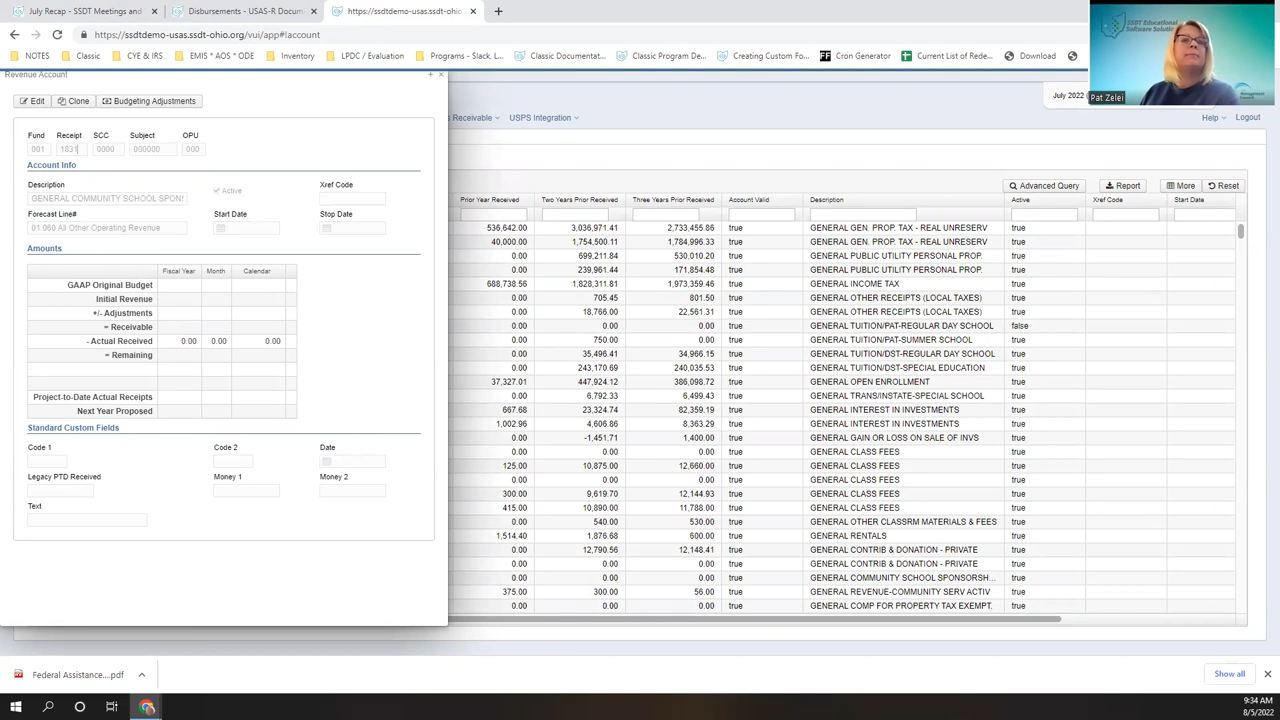 July Recap - SSDT Meetings and
Disbursements - USAS-R Docum
https://ssdtdemo-usas.ssdt-ohio
https://ssdtdemo-usas.ssdt-ohio.org/vui/app#!account
NOTES Classic CYE & IRS EMIS * AOS * ODE Inventory LPDC / Evaluation Programs - Slack, L... Classic Documentat... Classic Program De... Creating Custom Fo... FF Cron Generator Current List of Rede... Download
SSDT Educational
Software Solutio
Management
Council
Pat Zelei
Revenue Account
July 2022
s Receivable USPS Integration Help Logout
Edit Clone Budgeting Adjustments
Fund Receipt SCC Subject OPU
001 1831 0000 000000 000
Account Info
Description Active Xref Code
GENERAL COMMUNITY SCHOOL SPONS
Forecast Line# Start Date Stop Date
01.060 All Other Operating Revenue
Amounts
Fiscal Year Month Calendar
GAAP Original Budget
Initial Revenue
+/- Adjustments
= Receivable
- Actual Received 0.00 0.00 0.00
= Remaining
Project-to-Date Actual Receipts
Next Year Proposed
Standard Custom Fields
Code 1 Code 2 Date
Legacy PTD Received Money 1 Money 2
Text
Advanced Query Report More Reset
Prior Year Received Two Years Prior Received Three Years Prior Received Account Valid Description Active Xref Code Start Date
536,642.00 3,036,971.41 2,733,455.86 true GENERAL GEN. PROP. TAX - REAL UNRESERV true
40,000.00 1,754,500.11 1,784,996.33 true GENERAL GEN. PROP. TAX - REAL UNRESERV true
0.00 699,211.84 530,010.20 true GENERAL PUBLIC UTILITY PERSONAL PROP. true
0.00 239,961.44 171,854.48 true GENERAL PUBLIC UTILITY PERSONAL PROP. true
688,738.56 1,828,311.81 1,973,359.46 true GENERAL INCOME TAX true
0.00 705.45 801.50 true GENERAL OTHER RECEIPTS (LOCAL TAXES) true
0.00 18,766.00 22,561.31 true GENERAL OTHER RECEIPTS (LOCAL TAXES) true
0.00 0.00 0.00 true GENERAL TUITION/PAT-REGULAR DAY SCHOOL false
0.00 750.00 0.00 true GENERAL TUITION/PAT-SUMMER SCHOOL true
0.00 35,496.41 34,966.15 true GENERAL TUITION/DST-REGULAR DAY SCHOOL true
0.00 243,170.69 240,035.53 true GENERAL TUITION/DST-SPECIAL EDUCATION true
37,327.01 447,924.12 386,098.72 true GENERAL OPEN ENROLLMENT true
0.00 6,792.33 6,499.43 true GENERAL TRANS/INSTATE-SPECIAL SCHOOL true
667.68 23,324.74 82,359.19 true GENERAL INTEREST IN INVESTMENTS true
1,002.96 4,606.86 8,363.29 true GENERAL INTEREST IN INVESTMENTS true
0.00 -1,451.71 1,400.00 true GENERAL GAIN OR LOSS ON SALE OF INVS true
0.00 0.00 0.00 true GENERAL CLASS FEES true
125.00 10,875.00 12,660.00 true GENERAL CLASS FEES true
0.00 0.00 0.00 true GENERAL CLASS FEES true
300.00 9,619.70 12,144.93 true GENERAL CLASS FEES true
415.00 10,890.00 11,788.00 true GENERAL CLASS FEES true
0.00 540.00 530.00 true GENERAL OTHER CLASSRM MATERIALS & FEES true
1,514.40 1,876.68 600.00 true GENERAL RENTALS true
0.00 12,790.56 12,148.41 true GENERAL CONTRIB & DONATION - PRIVATE true
0.00 0.00 0.00 true GENERAL CONTRIB & DONATION - PRIVATE true
0.00 0.00 0.00 true GENERAL COMMUNITY SCHOOL SPONSORSH... true
375.00 300.00 56.00 true GENERAL REVENUE-COMMUNITY SERV ACTIV true
0.00 0.00 0.00 true GENERAL COMP FOR PROPERTY TAX EXEMPT. true
Federal Assistance....pdf Show all
9:34 AM
8/5/2022